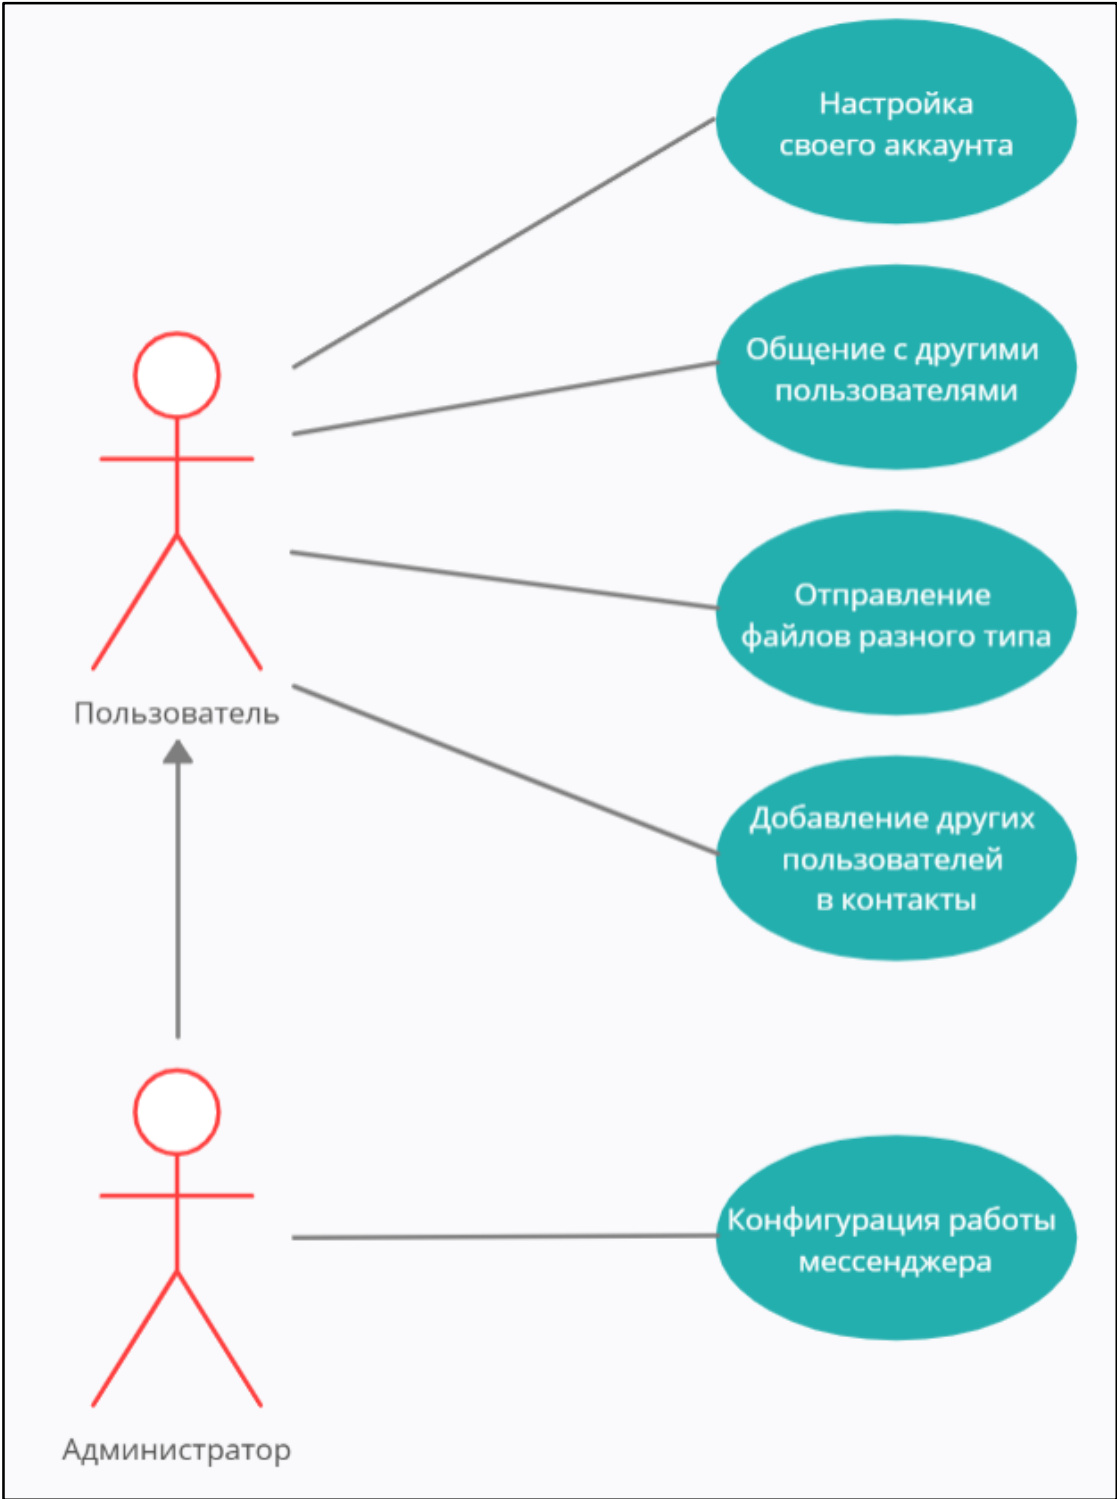 Настройка
своего аккаунта
Общение с другими
пользователями
Отправление
файлов разного типа
Пользователь
Добавление других
пользователей
в контакты
Конфигурация работы
мессенджера
Администратор